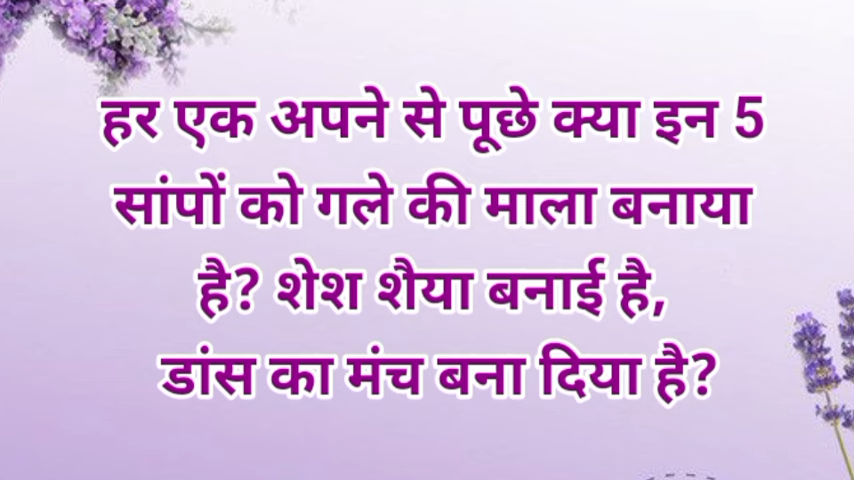 हर एक अपने से पूछे क्या इन 5
सांपों को गले की माला बनाया
है? शेश शैया बनाई है,
डांस का मंच बना दिया है?